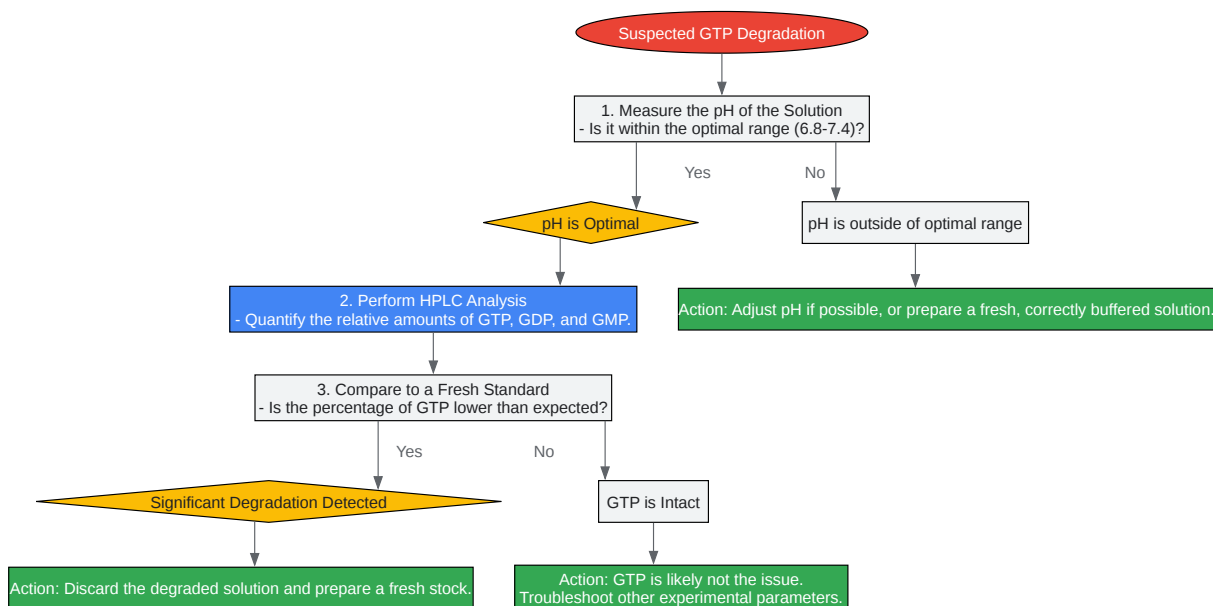 Suspected GTP Degradation
1. Measure the pH of the Solution
- Is it within the optimal range (6.8-7.4)?
Yes
No
pH is Optimal
pH is outside of optimal range
2. Perform HPLC Analysis
- Quantify the relative amounts of GTP, GDP, and GMP.
Action: Adjust pH if possible, or prepare a fresh, correctly buffered solution.
3. Compare to a Fresh Standard
- Is the percentage of GTP lower than expected?
Yes
No
Significant Degradation Detected
GTP is Intact
Action: Discard the degraded solution and prepare a fresh stock.
Action: GTP is likely not the issue.
Troubleshoot other experimental parameters.